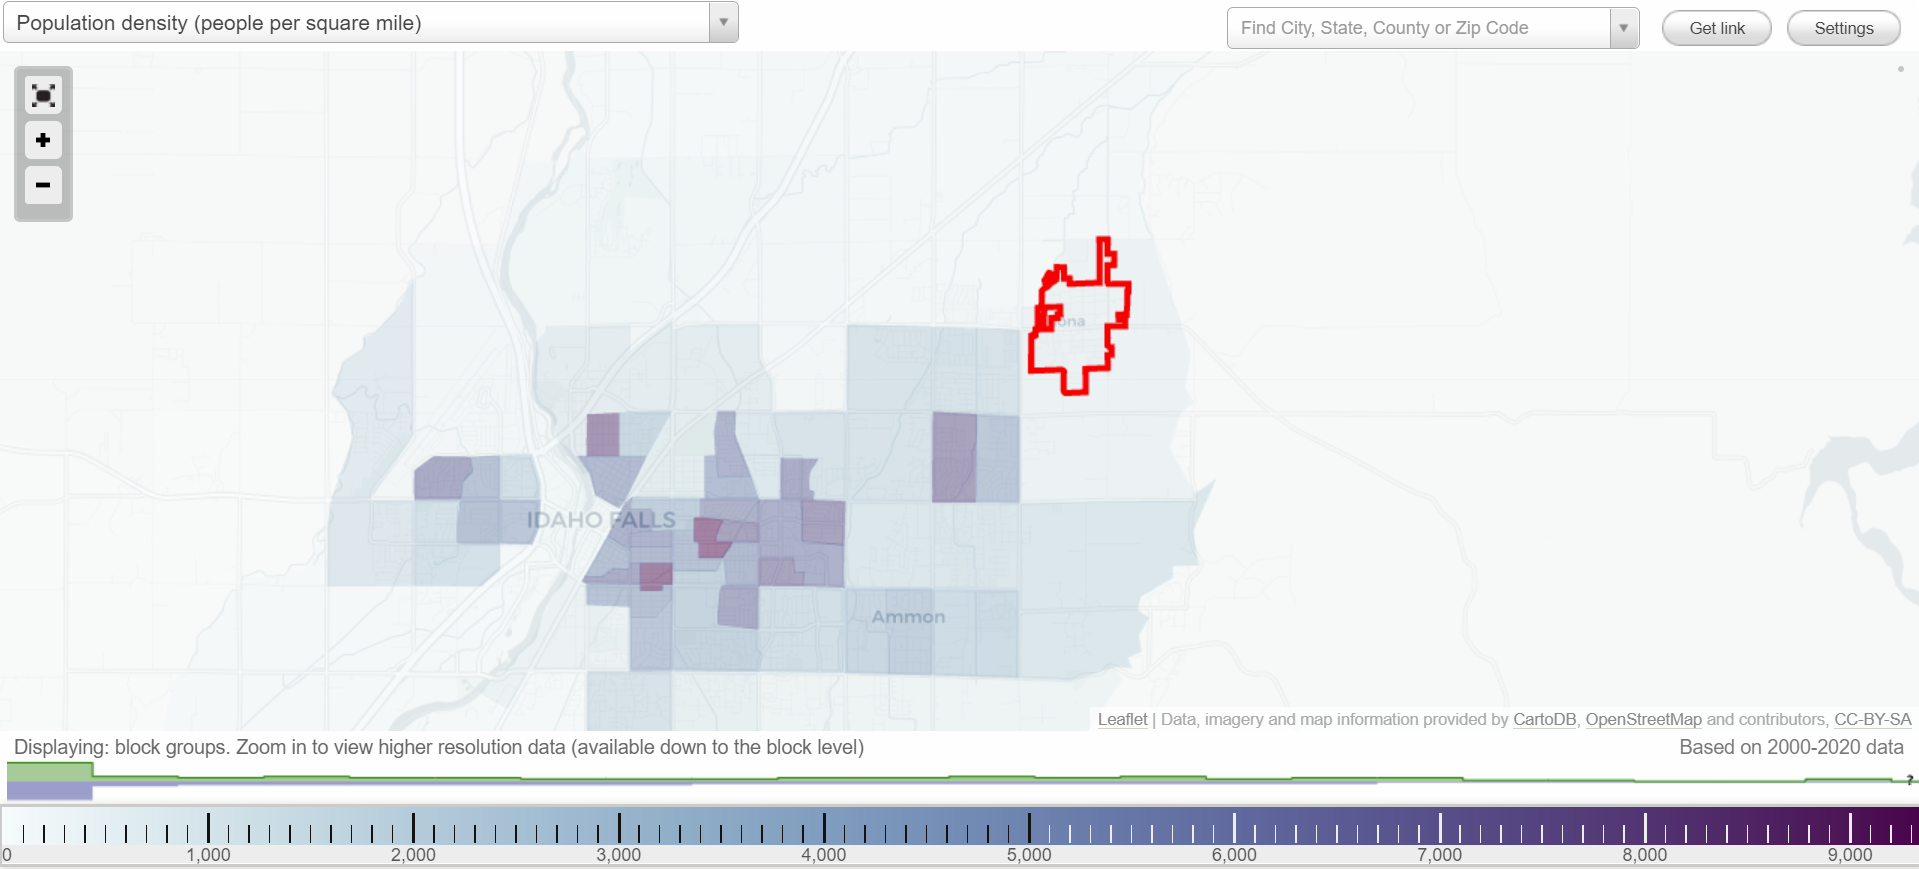 Population density (people per square mile)
Find City, State, County or Zip Code
Get link
Settings
ona
IDAHO FALLS
Ammon
Leaflet | Data, imagery and map information provided by CartoDB, OpenStreetMap and contributors, CC-BY-SA
Displaying: block groups. Zoom in to view higher resolution data (available down to the block level)
Based on 2000-2020 data
?
0 1,000 2,000 3,000 4,000 5,000 6,000 7,000 8,000 9,000